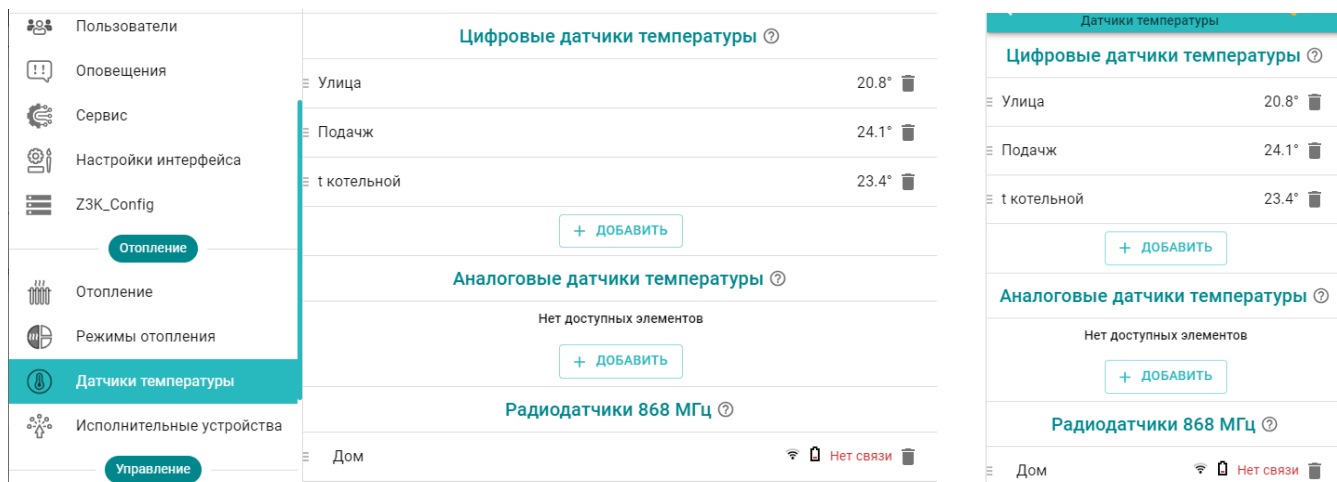 Пользователи
Оповещения
Сервис
Настройки интерфейса
Z3K_Config
Отопление
Отопление
Режимы отопления
Датчики температуры
Исполнительные устройства
Управление
Цифровые датчики температуры
Улица 20.8°
Подачж 24.1°
t котельной 23.4°
+ ДОБАВИТЬ
Аналоговые датчики температуры
Нет доступных элементов
+ ДОБАВИТЬ
Радиодатчики 868 МГц
Дом Нет связи
Датчики температуры
Цифровые датчики температуры
Улица 20.8°
Подачж 24.1°
t котельной 23.4°
+ ДОБАВИТЬ
Аналоговые датчики температуры
Нет доступных элементов
+ ДОБАВИТЬ
Радиодатчики 868 МГц
Дом Нет связи